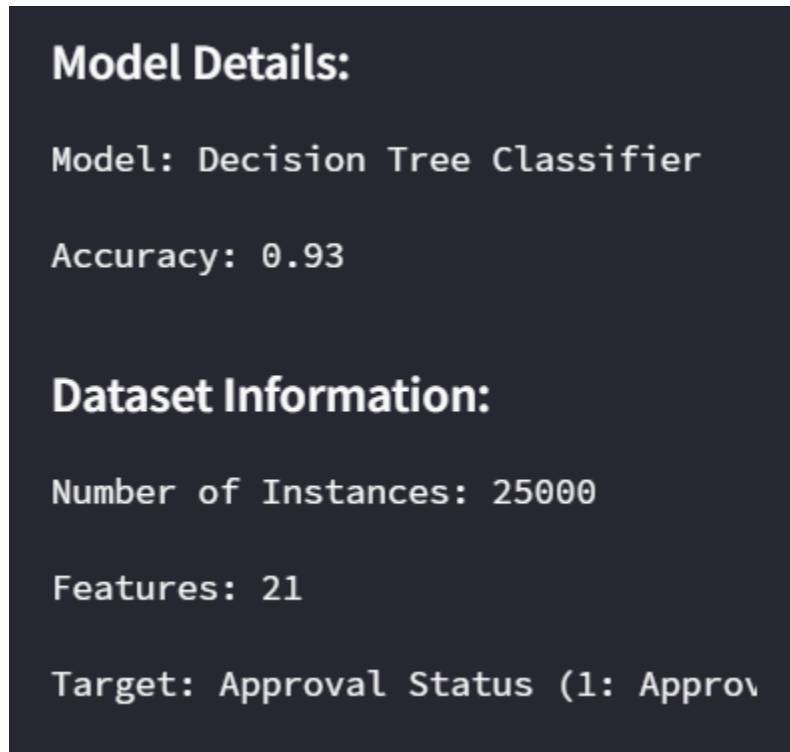 Model Details:
Model: Decision Tree Classifier
Accuracy: 0.93
Dataset Information:
Number of Instances: 25000
Features: 21
Target: Approval Status (1: